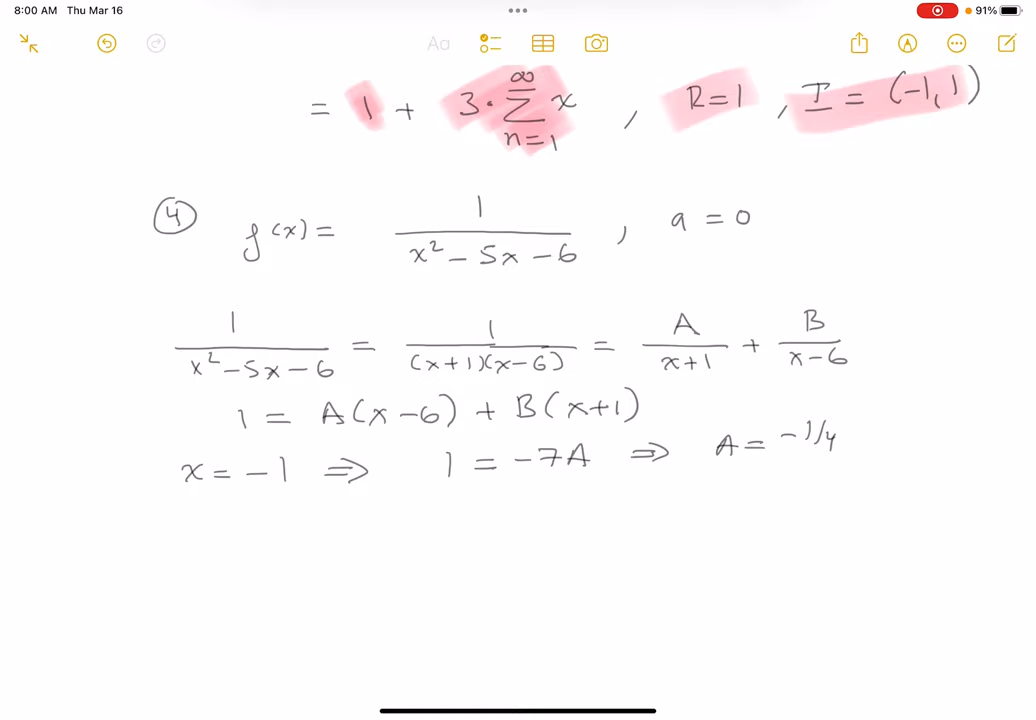 8:00 AM Thu Mar 16
91%
Aa
= 1 + 3 · ∑_{n=1}^{∞} x , R=1 , I = (-1,1)
④ f(x) = 1/(x² - 5x - 6) , a = 0
1/(x² - 5x - 6) = 1/((x+1)(x-6)) = A/(x+1) + B/(x-6)
1 = A(x-6) + B(x+1)
x = -1 ⟹ 1 = -7A ⟹ A = -1/4